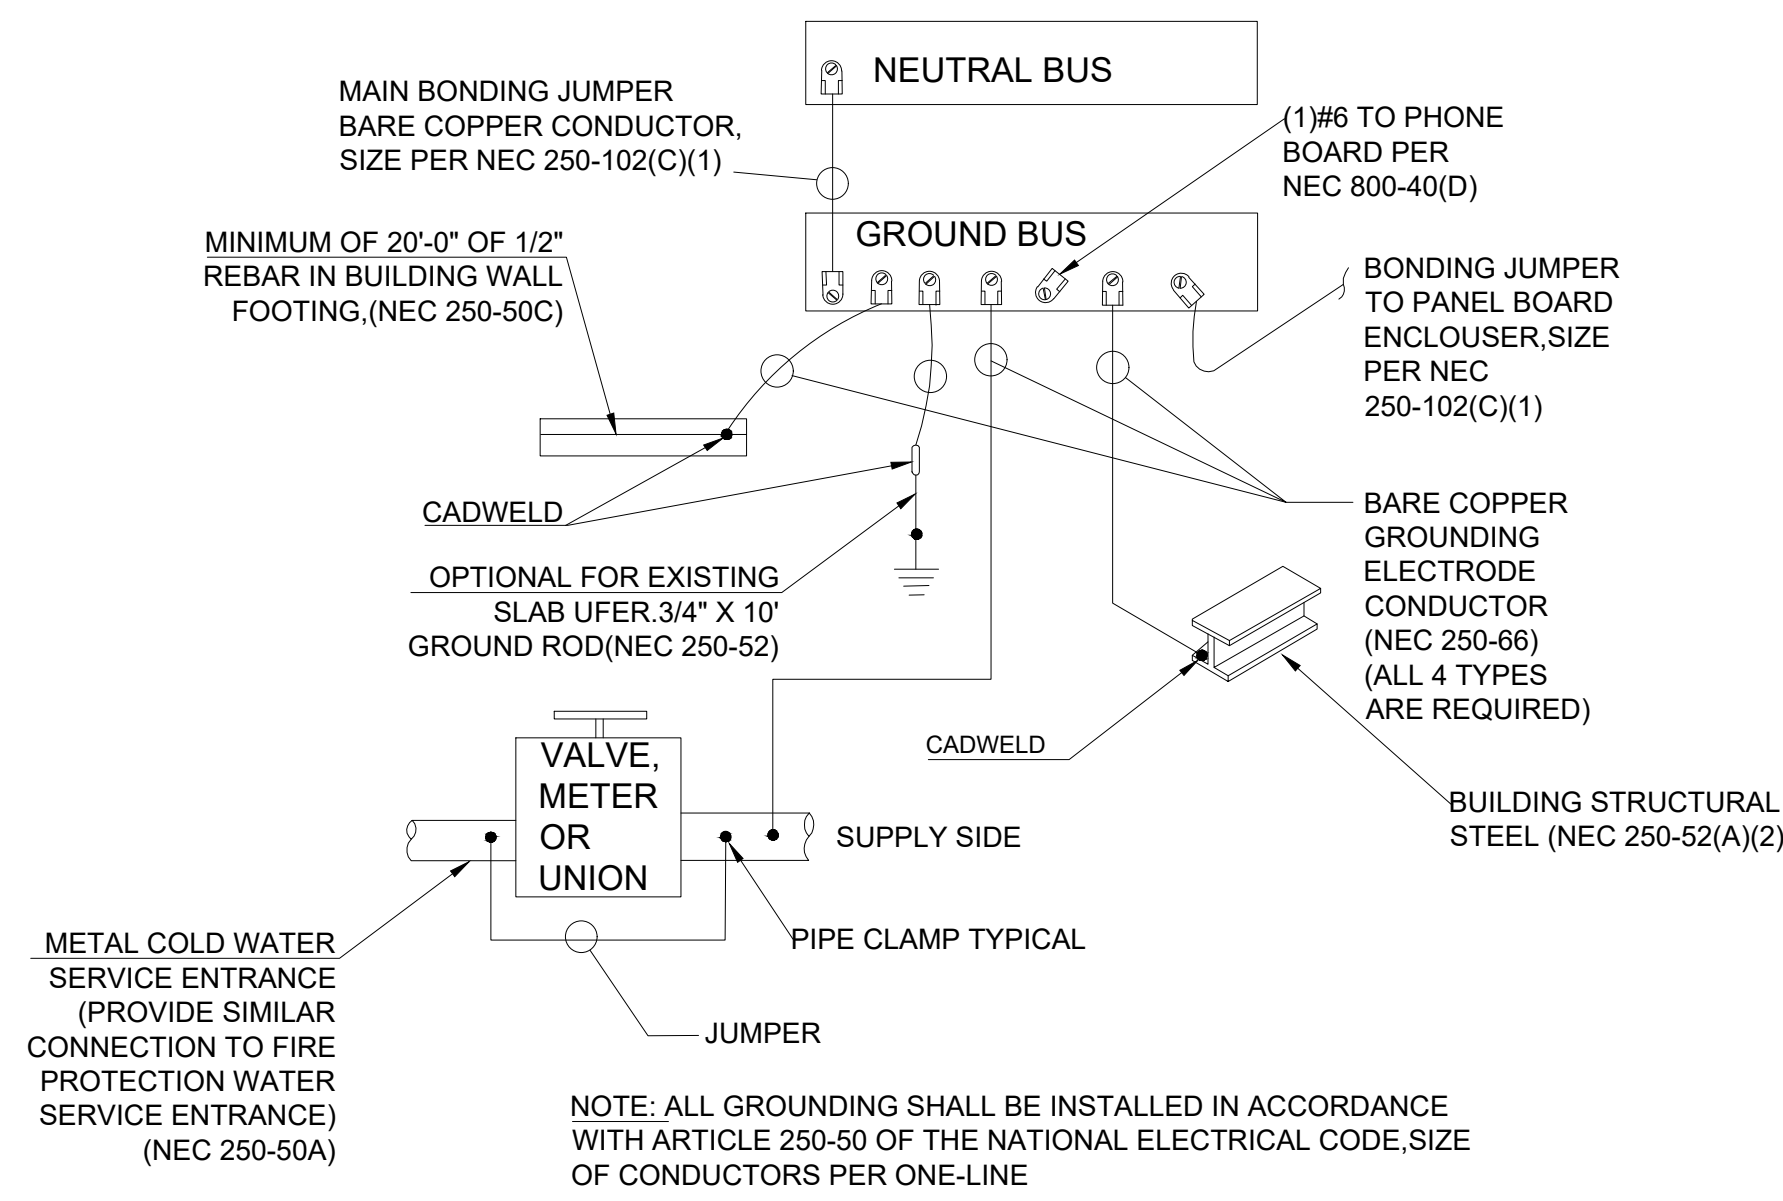 NEUTRAL BUS
MAIN BONDING JUMPER
BARE COPPER CONDUCTOR,
SIZE PER NEC 250-102(C)(1)
(1)#6 TO PHONE
BOARD PER
NEC 800-40(D)
GROUND BUS
MINIMUM OF 20'-0" OF 1/2"
REBAR IN BUILDING WALL
FOOTING,(NEC 250-50C)
BONDING JUMPER
TO PANEL BOARD
ENCLOUSER,SIZE
PER NEC
250-102(C)(1)
CADWELD
OPTIONAL FOR EXISTING
SLAB UFER.3/4" X 10'
GROUND ROD(NEC 250-52)
BARE COPPER
GROUNDING
ELECTRODE
CONDUCTOR
(NEC 250-66)
(ALL 4 TYPES
ARE REQUIRED)
CADWELD
BUILDING STRUCTURAL
STEEL (NEC 250-52(A)(2)
VALVE,
METER
OR
UNION
SUPPLY SIDE
PIPE CLAMP TYPICAL
METAL COLD WATER
SERVICE ENTRANCE
(PROVIDE SIMILAR
CONNECTION TO FIRE
PROTECTION WATER
SERVICE ENTRANCE)
(NEC 250-50A)
JUMPER
NOTE: ALL GROUNDING SHALL BE INSTALLED IN ACCORDANCE
WITH ARTICLE 250-50 OF THE NATIONAL ELECTRICAL CODE,SIZE
OF CONDUCTORS PER ONE-LINE